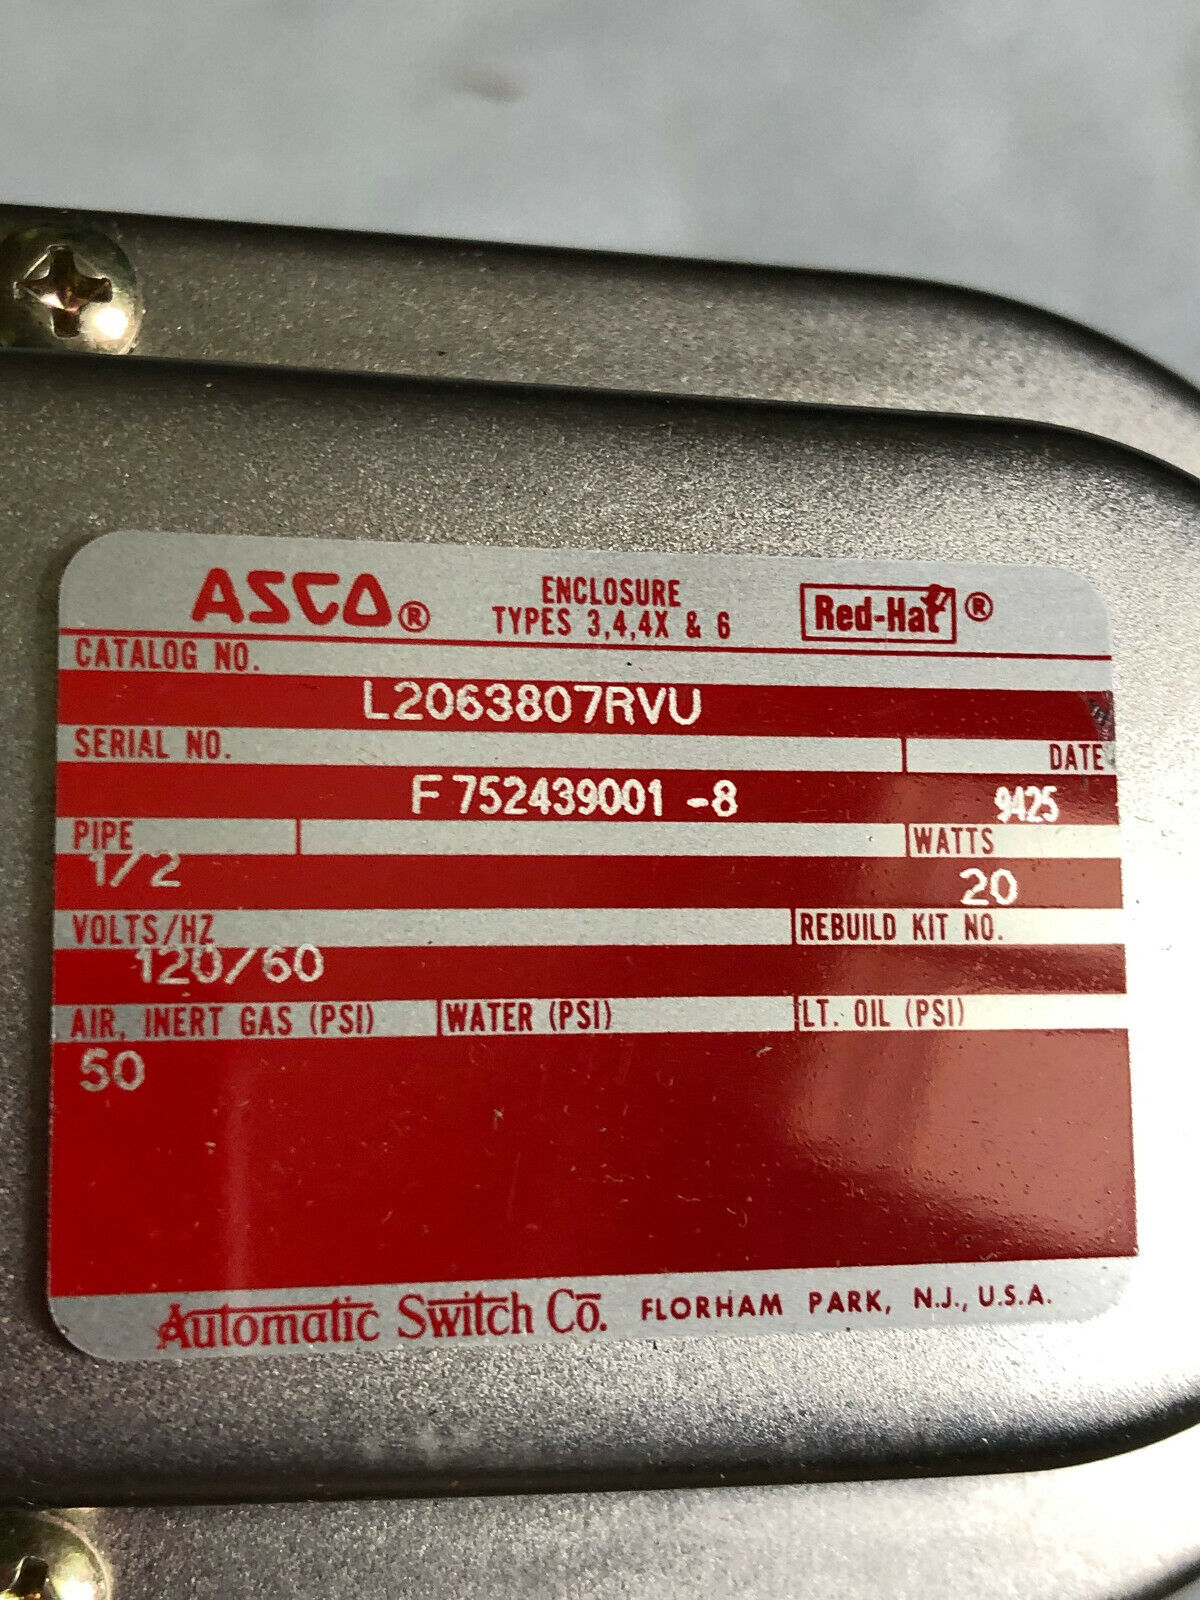 ASCO® ENCLOSURE TYPES 3,4,4X & 6 Red-Hat®
CATALOG NO.
L2063807RVU
SERIAL NO. DATE
F 752439001 -8 9425
PIPE WATTS
1/2 20
VOLTS/HZ REBUILD KIT NO.
120/60
AIR, INERT GAS (PSI) WATER (PSI) LT. OIL (PSI)
50
Automatic Switch Co. FLORHAM PARK, N.J., U.S.A.